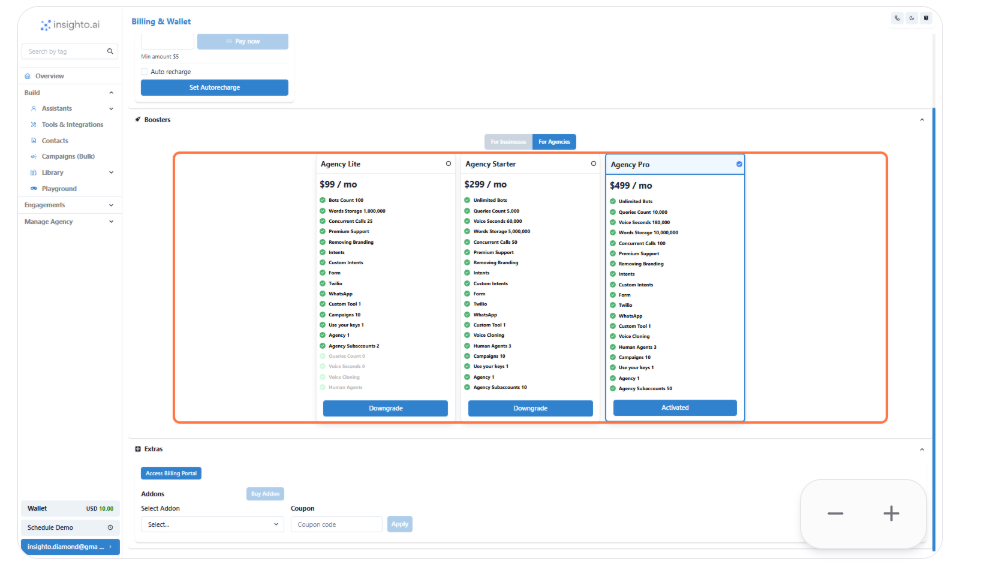 insighto.ai
Billing & Wallet
Search by tag
Overview
Build
Assistants
Tools & Integrations
Contacts
Campaigns (Bulk)
Library
Playground
Engagements
Manage Agency
Pay now
Min amount $5
Auto recharge
Set Autorecharge
Boosters
For Businesses
For Agencies
Agency Lite
$99 / mo
Bots Count 100
Words Storage 1,000,000
Concurrent Calls 25
Premium Support
Removing Branding
Intents
Custom Intents
Form
Twilio
WhatsApp
Custom Tool 1
Campaigns 10
Use your keys 1
Agency 1
Agency Subaccounts 2
Queries Count 0
Voice Seconds 0
Voice Cloning
Human Agents
Downgrade
Agency Starter
$299 / mo
Unlimited Bots
Queries Count 5,000
Voice Seconds 60,000
Words Storage 5,000,000
Concurrent Calls 50
Premium Support
Removing Branding
Intents
Custom Intents
Form
Twilio
WhatsApp
Custom Tool 1
Voice Cloning
Human Agents 3
Campaigns 10
Use your keys 1
Agency 1
Agency Subaccounts 10
Downgrade
Agency Pro
$499 / mo
Unlimited Bots
Queries Count 10,000
Voice Seconds 180,000
Words Storage 10,000,000
Concurrent Calls 100
Premium Support
Removing Branding
Intents
Custom Intents
Form
Twilio
WhatsApp
Custom Tool 1
Voice Cloning
Human Agents 3
Campaigns 10
Use your keys 1
Agency 1
Agency Subaccounts 50
Activated
Extras
Access Billing Portal
Addons
Buy Addon
Select Addon
Coupon
Select...
Coupon code
Apply
Wallet
USD 10.00
Schedule Demo
insighto.diamond@gma ...